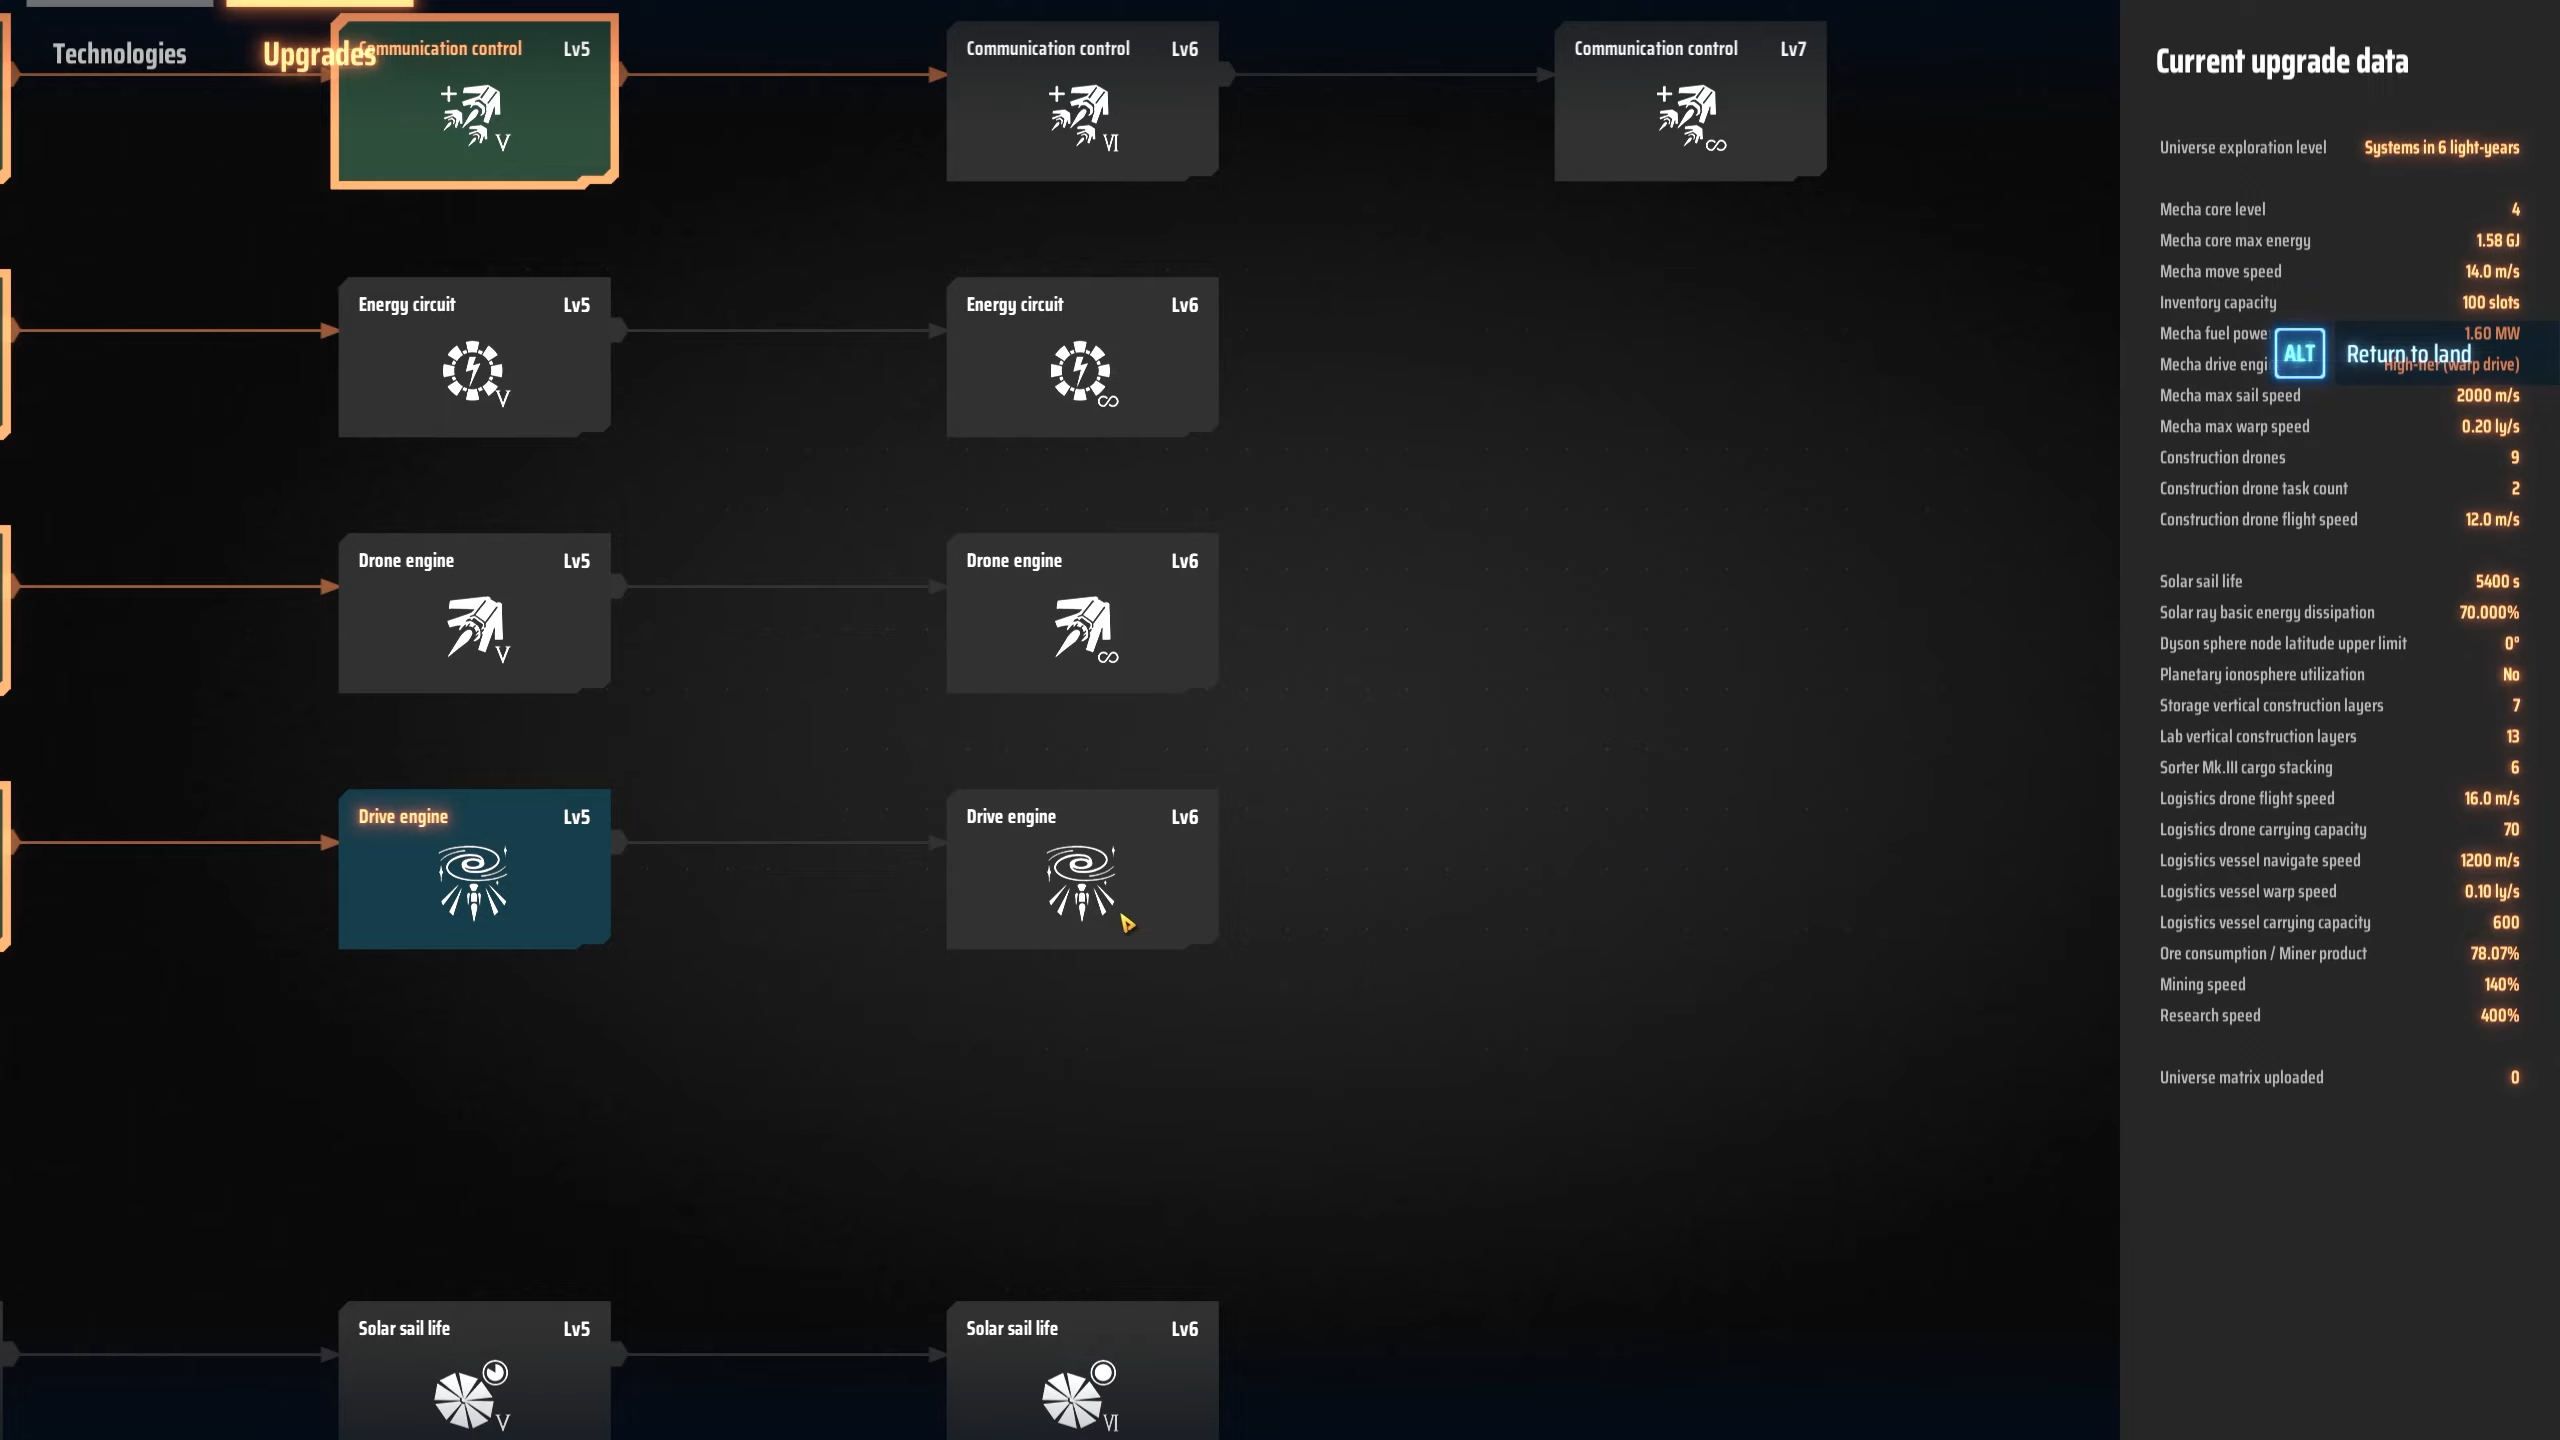 Technologies
Upgrades
Communication control Lv5
V
Communication control Lv6
VI
Communication control Lv7
∞
Energy circuit Lv5
V
Energy circuit Lv6
∞
Drone engine Lv5
V
Drone engine Lv6
∞
Drive engine Lv5
Drive engine Lv6
Solar sail life Lv5
V
Solar sail life Lv6
VI
Current upgrade data
Universe exploration level Systems in 6 light-years
Mecha core level 4
Mecha core max energy 1.58 GJ
Mecha move speed 14.0 m/s
Inventory capacity 100 slots
Mecha fuel powe 1.60 MW
ALT Return to land
Mecha drive engi High-tier (warp drive)
Mecha max sail speed 2000 m/s
Mecha max warp speed 0.20 ly/s
Construction drones 9
Construction drone task count 2
Construction drone flight speed 12.0 m/s
Solar sail life 5400 s
Solar ray basic energy dissipation 70.000%
Dyson sphere node latitude upper limit 0°
Planetary ionosphere utilization No
Storage vertical construction layers 7
Lab vertical construction layers 13
Sorter Mk.III cargo stacking 6
Logistics drone flight speed 16.0 m/s
Logistics drone carrying capacity 70
Logistics vessel navigate speed 1200 m/s
Logistics vessel warp speed 0.10 ly/s
Logistics vessel carrying capacity 600
Ore consumption / Miner product 78.07%
Mining speed 140%
Research speed 400%
Universe matrix uploaded 0